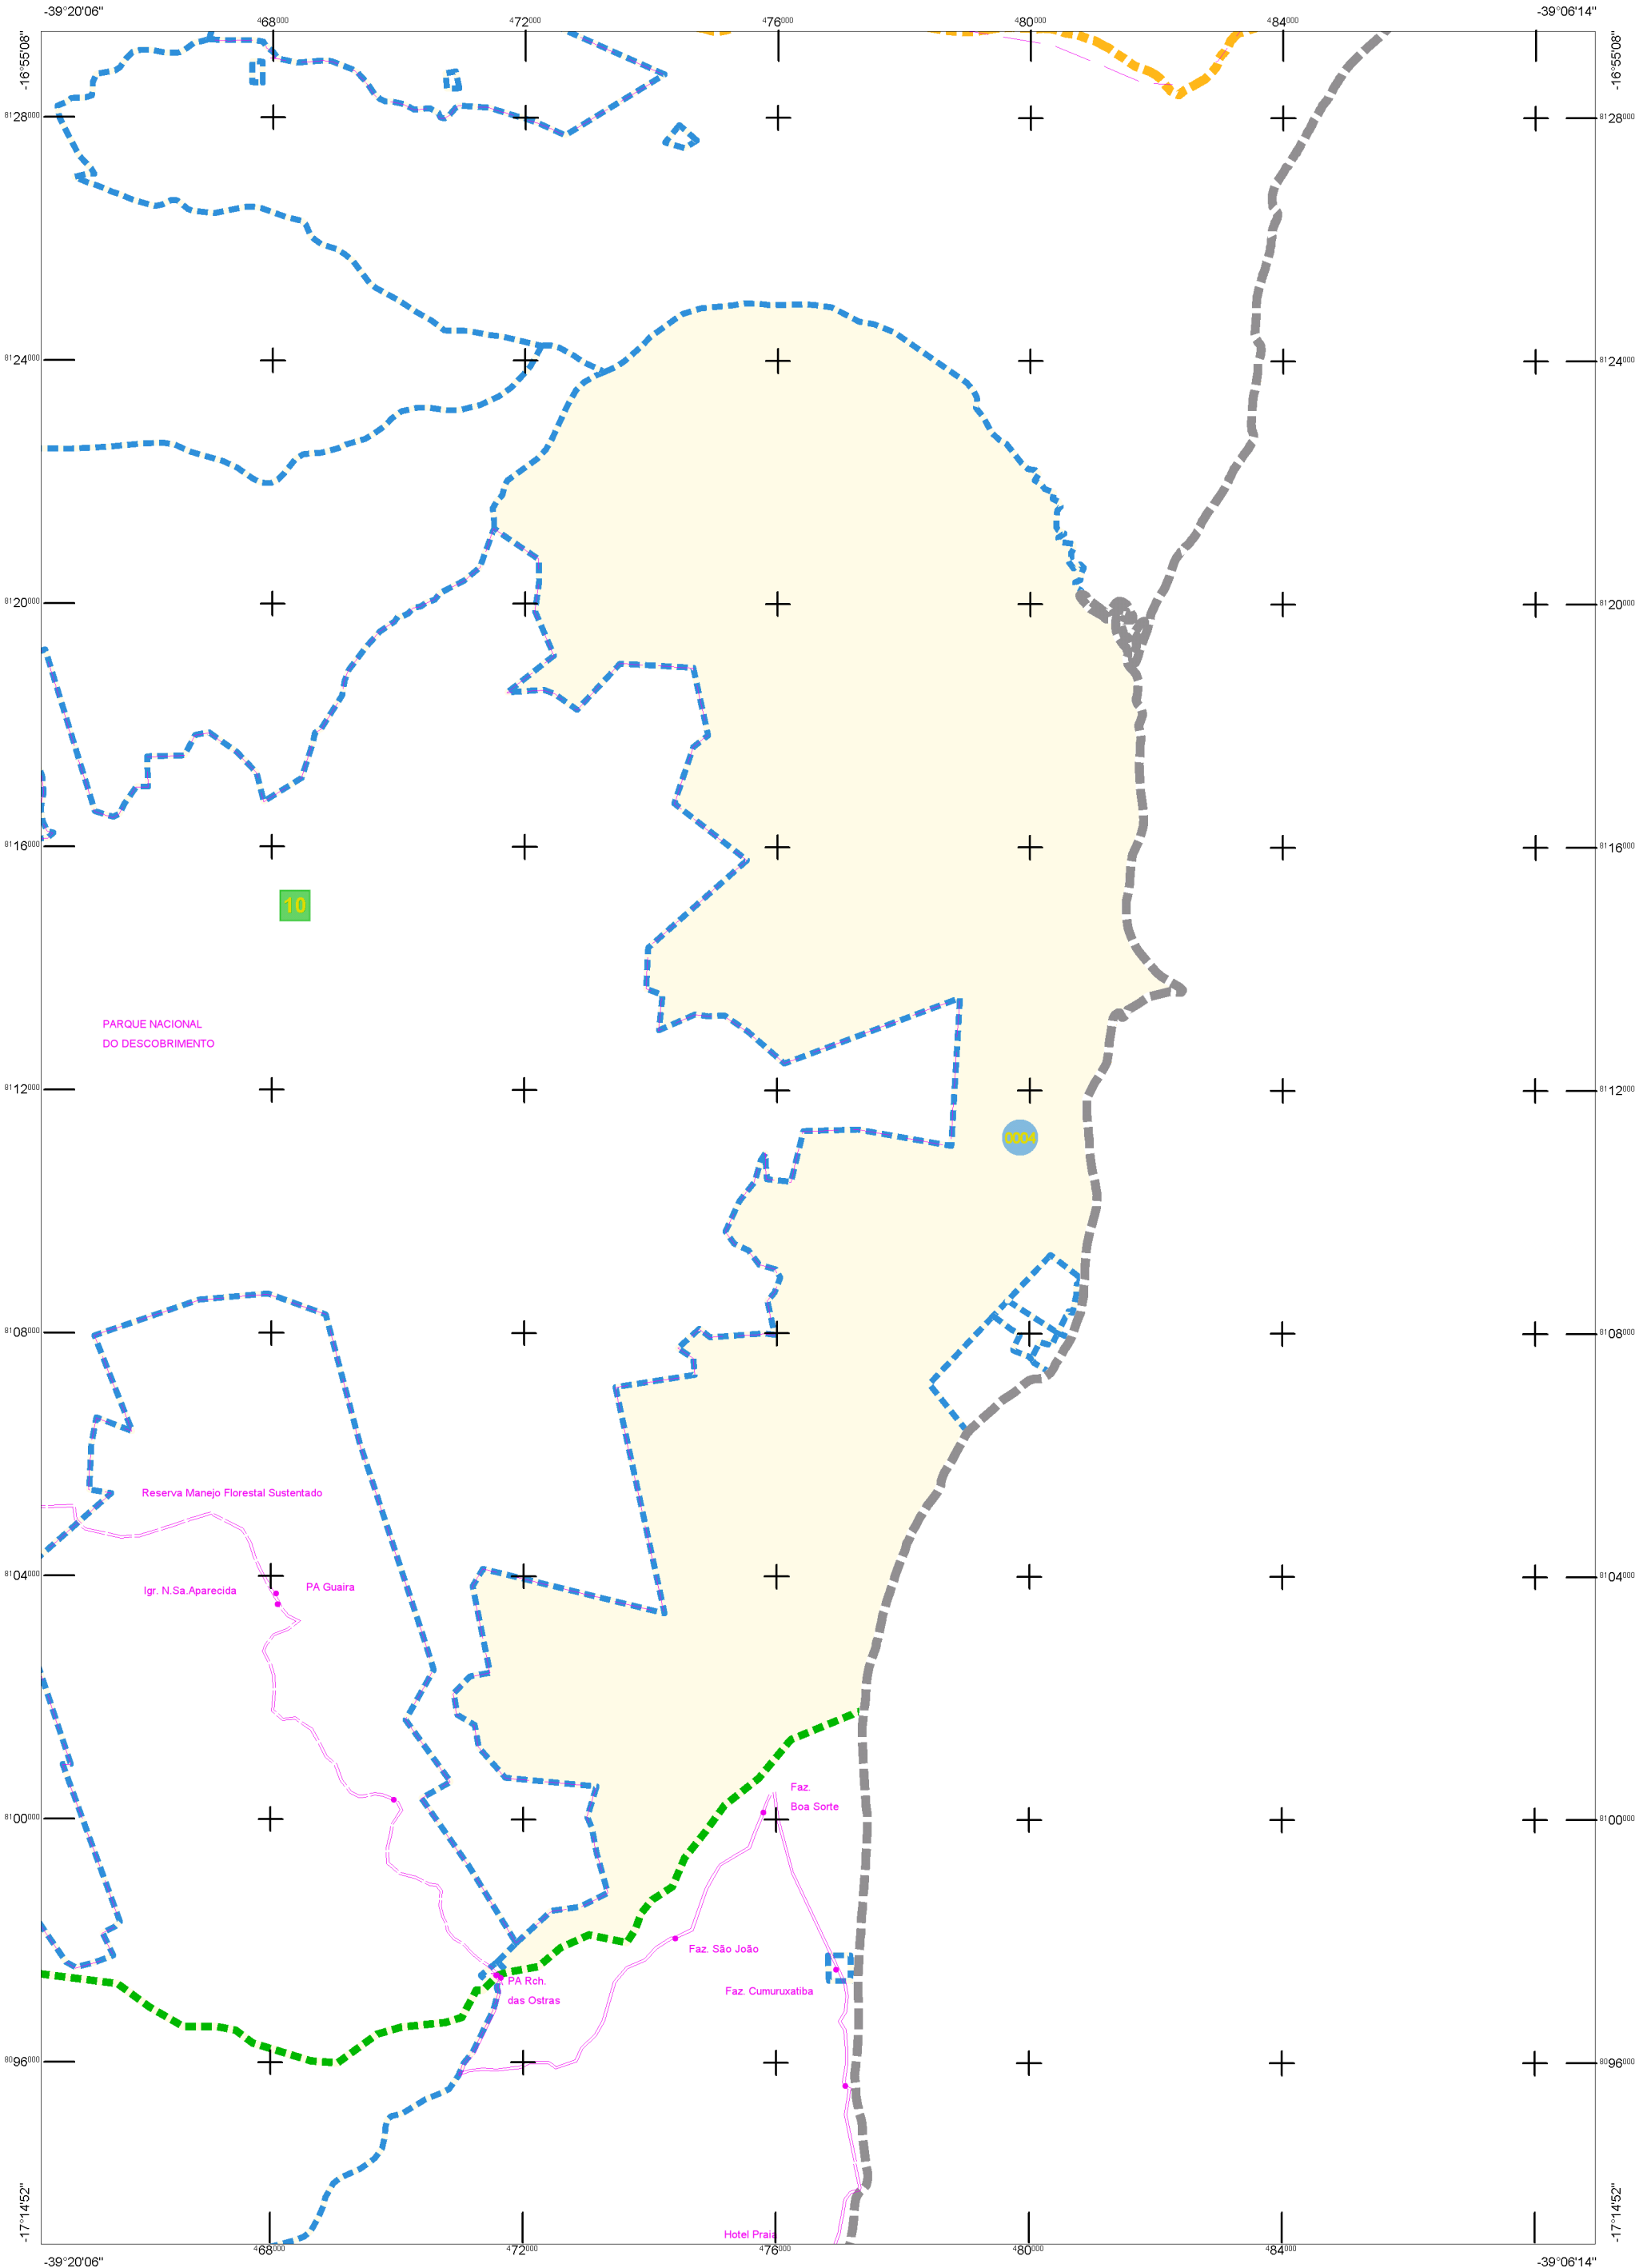 -39°20'06" -39°06'14"
468000 472000 476000 480000 484000
-16°55'08" -16°55'08"
8128000 8128000
8124000 8124000
8120000 8120000
8116000 8116000
10
PARQUE NACIONAL
DO DESCOBRIMENTO
8112000 8112000
0004
8108000 8108000
Reserva Manejo Florestal Sustentado
8104000 8104000
Igr. N.Sa.Aparecida PA Guaira
Faz.
Boa Sorte
8100000 8100000
Faz. São João
PA Rch.
das Ostras
Faz. Cumuruxatiba
8096000 8096000
-17°14'52" -17°14'52"
Hotel Praia
468000 472000 476000 480000 484000
-39°20'06" -39°06'14"